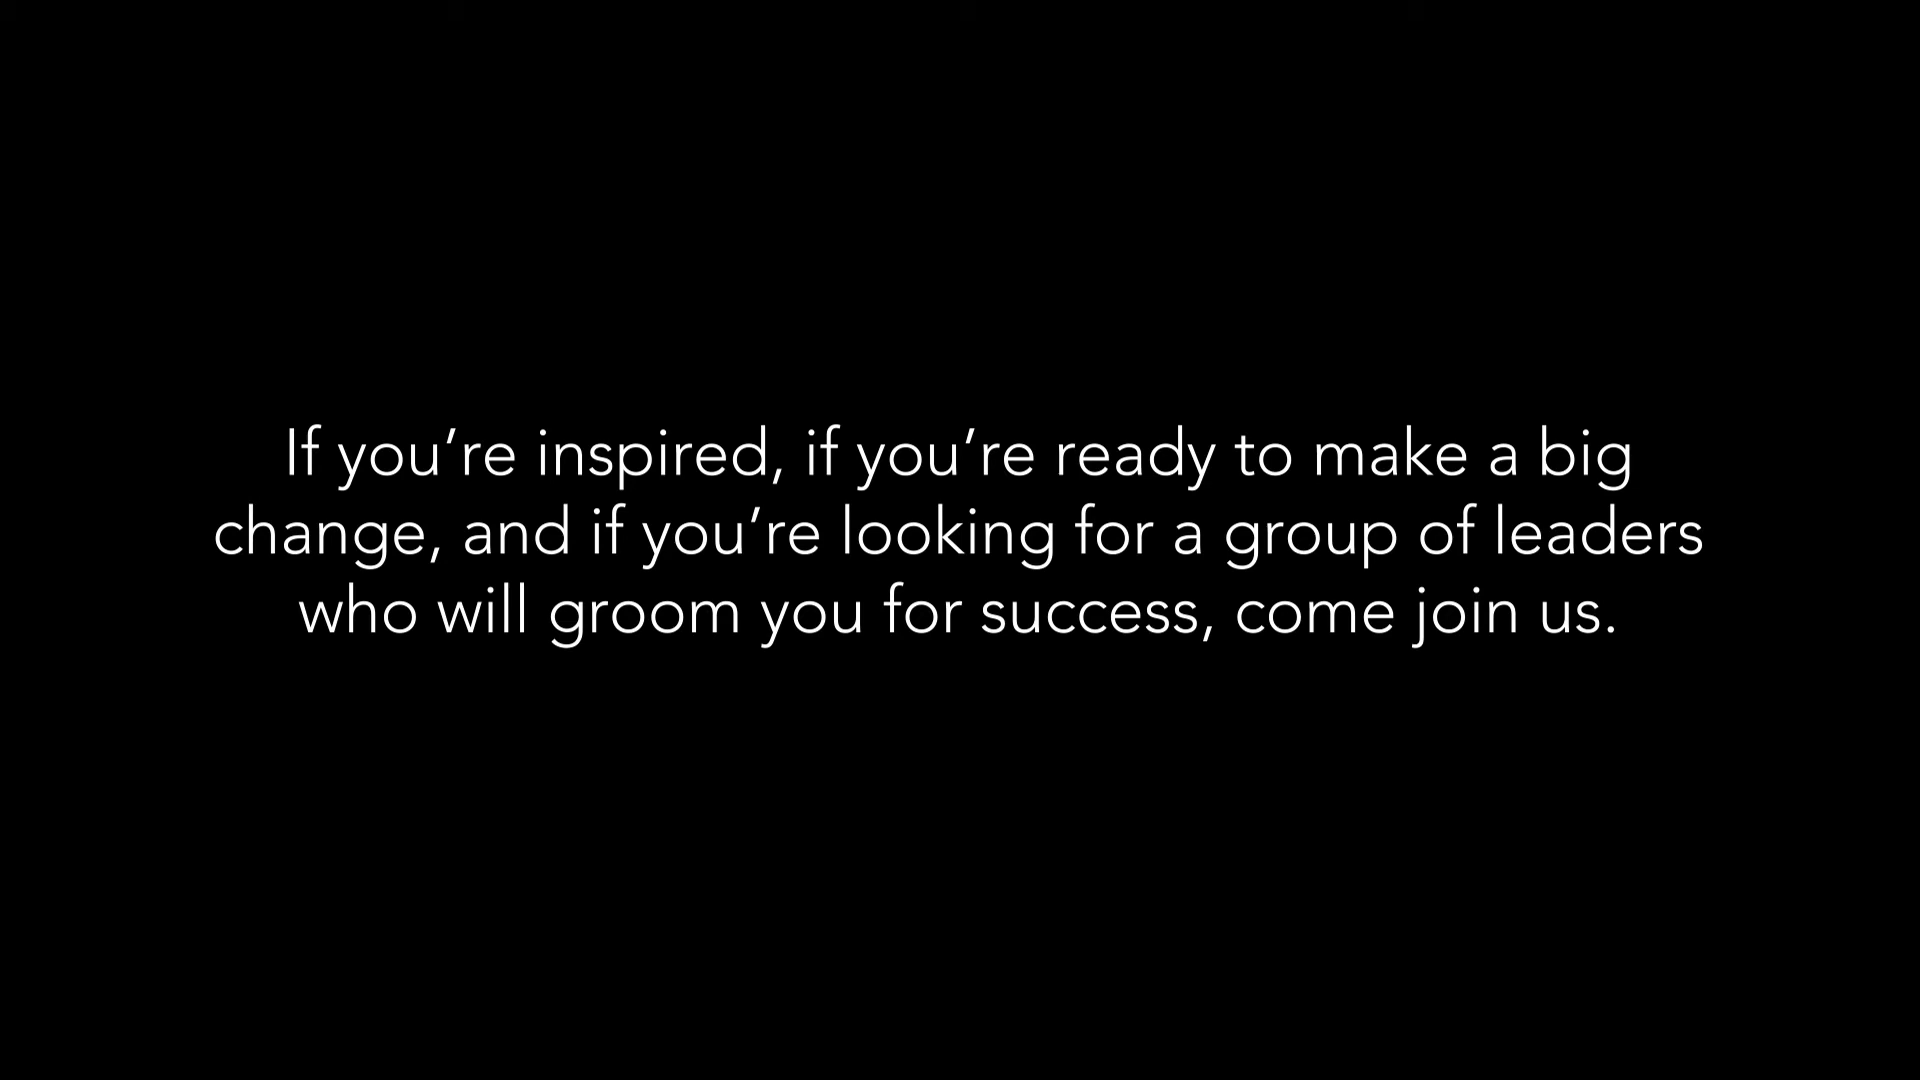 If you’re inspired, if you’re ready to make a big
change, and if you’re looking for a group of leaders
who will groom you for success, come join us.